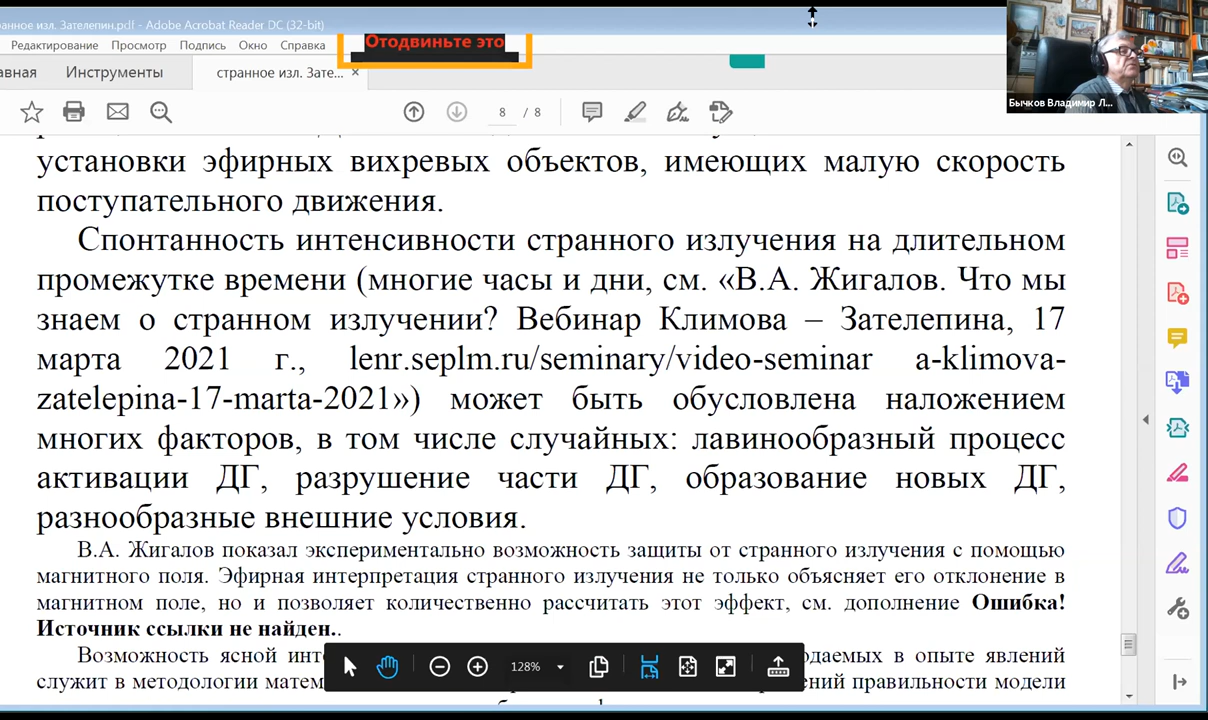 анное изл. Зателепин.pdf - Adobe Acrobat Reader DC (32-bit)
Редактирование Просмотр Подпись Окно Справка
Отодвиньте это
авная Инструменты странное изл. Зате... ×
8 / 8
Бычков Владимир Л...
установки эфирных вихревых объектов, имеющих малую скорость
поступательного движения.
Спонтанность интенсивности странного излучения на длительном
промежутке времени (многие часы и дни, см. «В.А. Жигалов. Что мы
знаем о странном излучении? Вебинар Климова – Зателепина, 17
марта 2021 г., lenr.seplm.ru/seminary/video-seminar a-klimova-
zatelepina-17-marta-2021») может быть обусловлена наложением
многих факторов, в том числе случайных: лавинообразный процесс
активации ДГ, разрушение части ДГ, образование новых ДГ,
разнообразные внешние условия.
В.А. Жигалов показал экспериментально возможность защиты от странного излучения с помощью
магнитного поля. Эфирная интерпретация странного излучения не только объясняет его отклонение в
магнитном поле, но и позволяет количественно рассчитать этот эффект, см. дополнение Ошибка!
Источник ссылки не найден..
Возможность ясной инте даемых в опыте явлений
служит в методологии матем ний правильности модели
128%